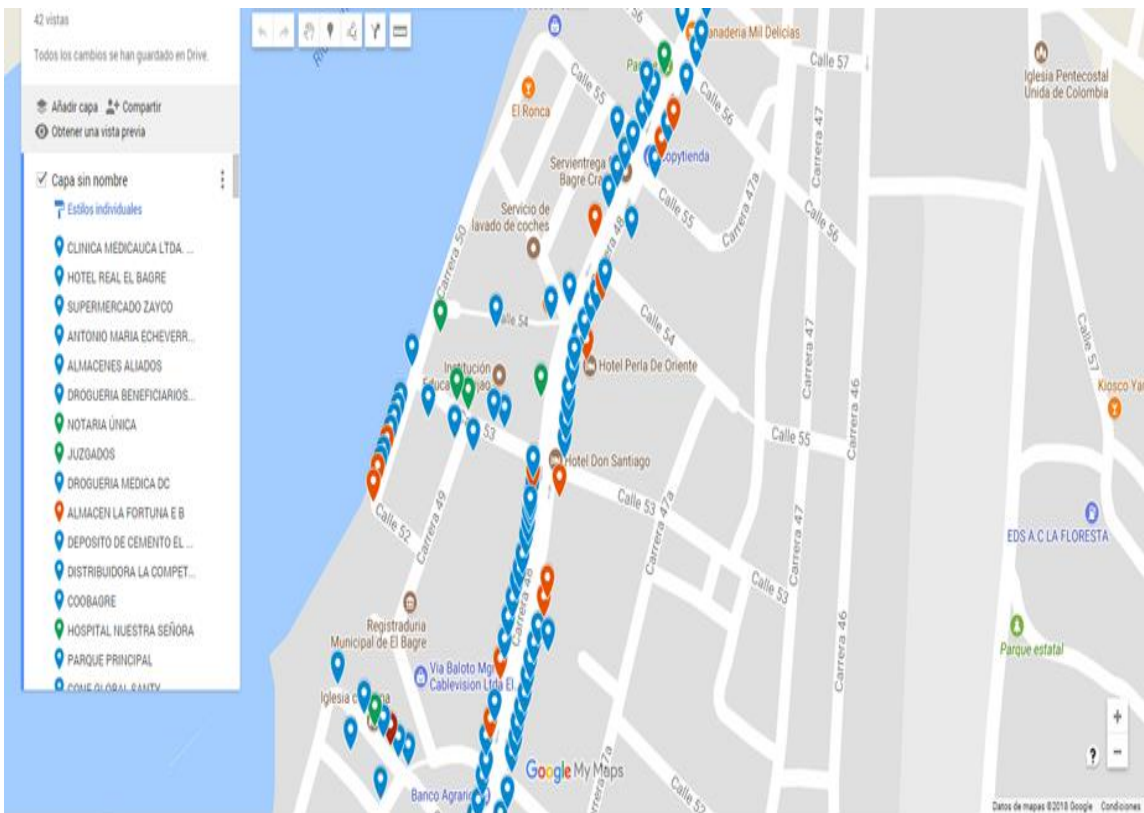 42 vistas
Todos los cambios se han guardado en Drive.
Añadir capa
Compartir
Obtener una vista previa
Capa sin nombre
Estilos individuales
CLINICA MEDICAUCA LTDA. ...
HOTEL REAL EL BAGRE
SUPERMERCADO ZAYCO
ANTONIO MARIA ECHEVERR...
ALMACENES ALIADOS
DROGUERIA BENEFICIARIOS...
NOTARIA ÚNICA
JUZGADOS
DROGUERIA MEDICA DC
ALMACEN LA FORTUNA E B
DEPOSITO DE CEMENTO EL ...
DISTRIBUIDORA LA COMPET...
COOBAGRE
HOSPITAL NUESTRA SEÑORA
PARQUE PRINCIPAL
Mil Delicias
Calle 57
Iglesia Pentecostal
Unida de Colombia
Calle 55
Calle 56
El Ronca
Carrera 47
Servientrega
Bagre
Calle 55
Carrera 47a
Calle 56
Servicio de
lavado de coches
Carrera 50
48
Calle 54
Calle 54
Calle 57
Institución
Hotel Perla De Oriente
Carrera 47
Carrera 46
Kiosco
53
Calle 55
Hotel Don Santiago
Calle 52
Carrera 49
Calle 53
Carrera 47a
EDS A.C LA FLORESTA
Calle 53
Carrera 48
Carrera 47
Carrera 46
Registraduria
Municipal de El Bagre
Parque estatal
Via Baloto
Cablevision Ltda El
Iglesia
Google My Maps
Banco Agrario
Calle 52
Datos de mapas ©2018 Google
Condiciones